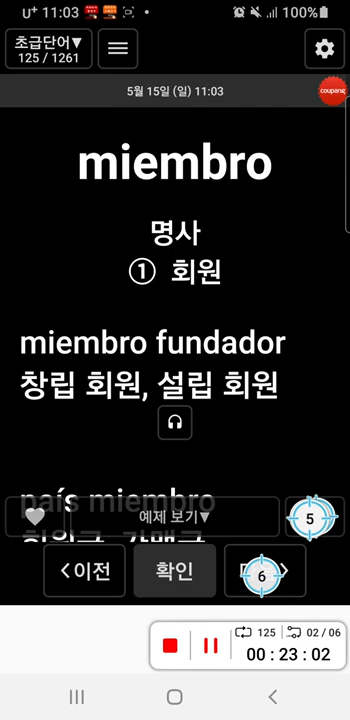 U+ 11:03 100%
초급단어▼
125 / 1261
5월 15일 (일) 11:03
coupang
miembro
명사
① 회원
miembro fundador
창립 회원, 설립 회원
país miembro
예제 보기▼
5
<이전
확인
6
125 02 / 06
00 : 23 : 02